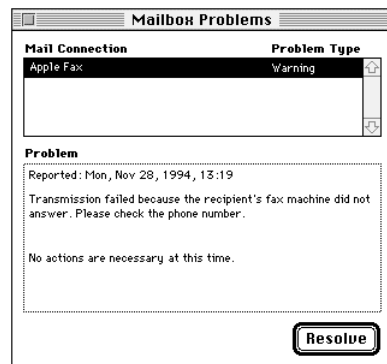 Mailbox Problems
Mail Connection Problem Type
Apple Fax Warning
Problem
Reported: Mon, Nov 28, 1994, 13:19
Transmission failed because the recipient's fax machine did not
answer. Please check the phone number.
No actions are necessary at this time.
Resolve